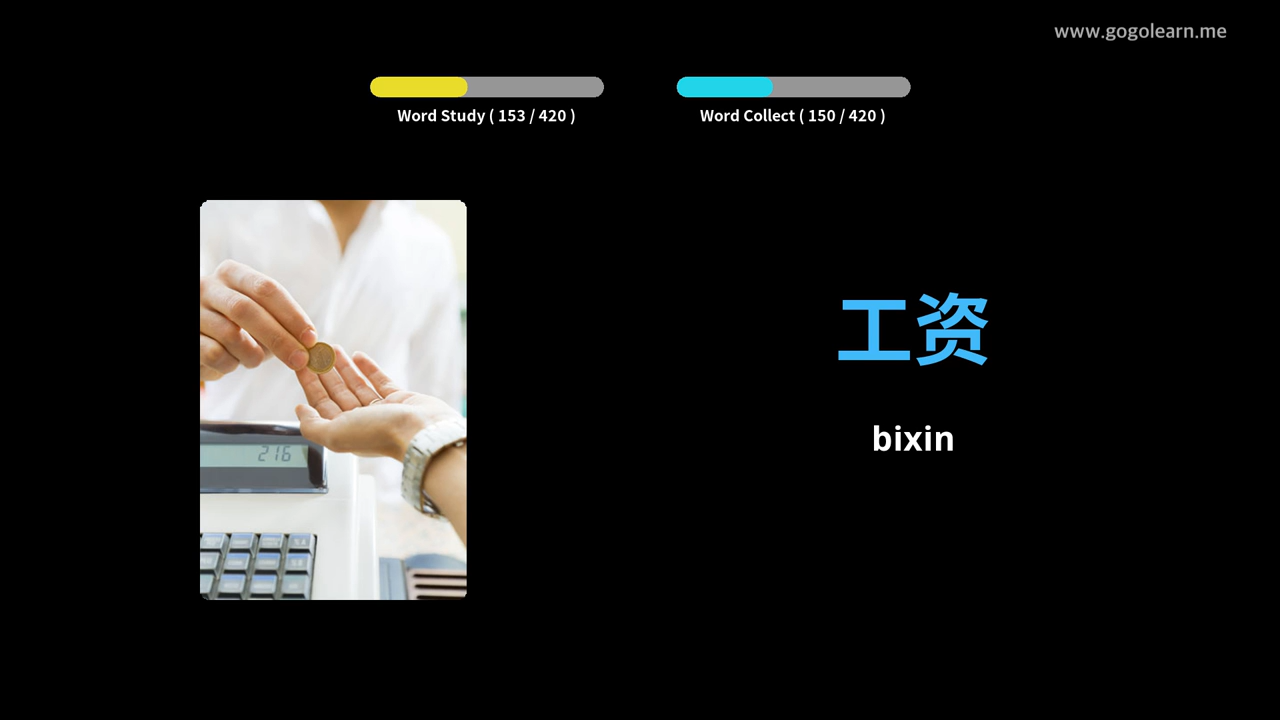 www.gogolearn.me
Word Study ( 153 / 420 )
Word Collect ( 150 / 420 )
工资
bixin
216